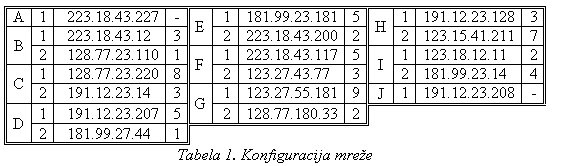 A 1 223.18.43.227 -
B 1 223.18.43.12 3
2 128.77.23.110 1
C 1 128.77.23.220 8
2 191.12.23.14 3
D 1 191.12.23.207 5
2 181.99.27.44 1
E 1 181.99.23.181 5
2 223.18.43.200 2
F 1 223.18.43.117 5
2 123.27.43.77 3
G 1 123.27.55.181 9
2 128.77.180.33 2
H 1 191.12.23.128 3
2 123.15.41.211 7
I 1 123.18.12.11 2
2 181.99.23.14 4
J 1 191.12.23.208 -
Tabela 1. Konfiguracija mreže